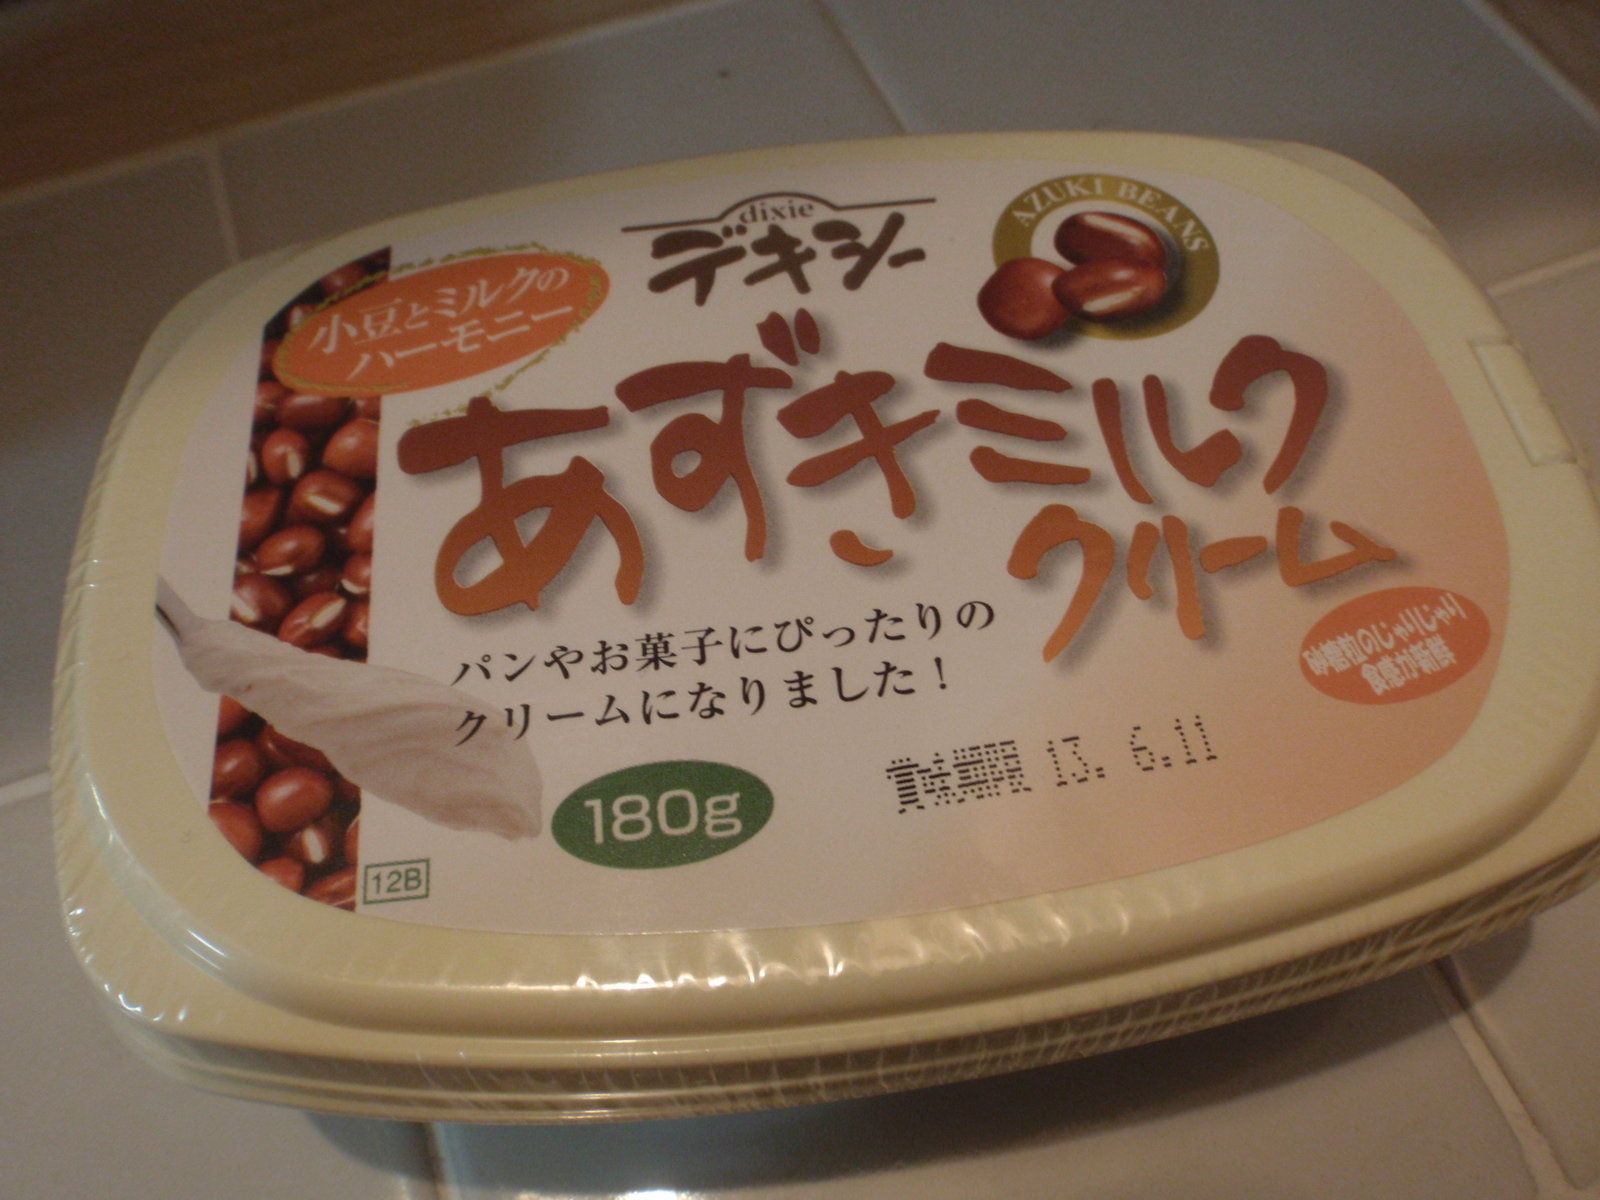 dixie
デキシー
AZUKI BEANS
小豆とミルクの
ハーモニー
あずきミルク
クリーム
パンやお菓子にぴったりの
クリームになりました！
砂糖粒のじゃりじゃり
食感が新鮮
賞味期限 13. 6.11
180g
12B